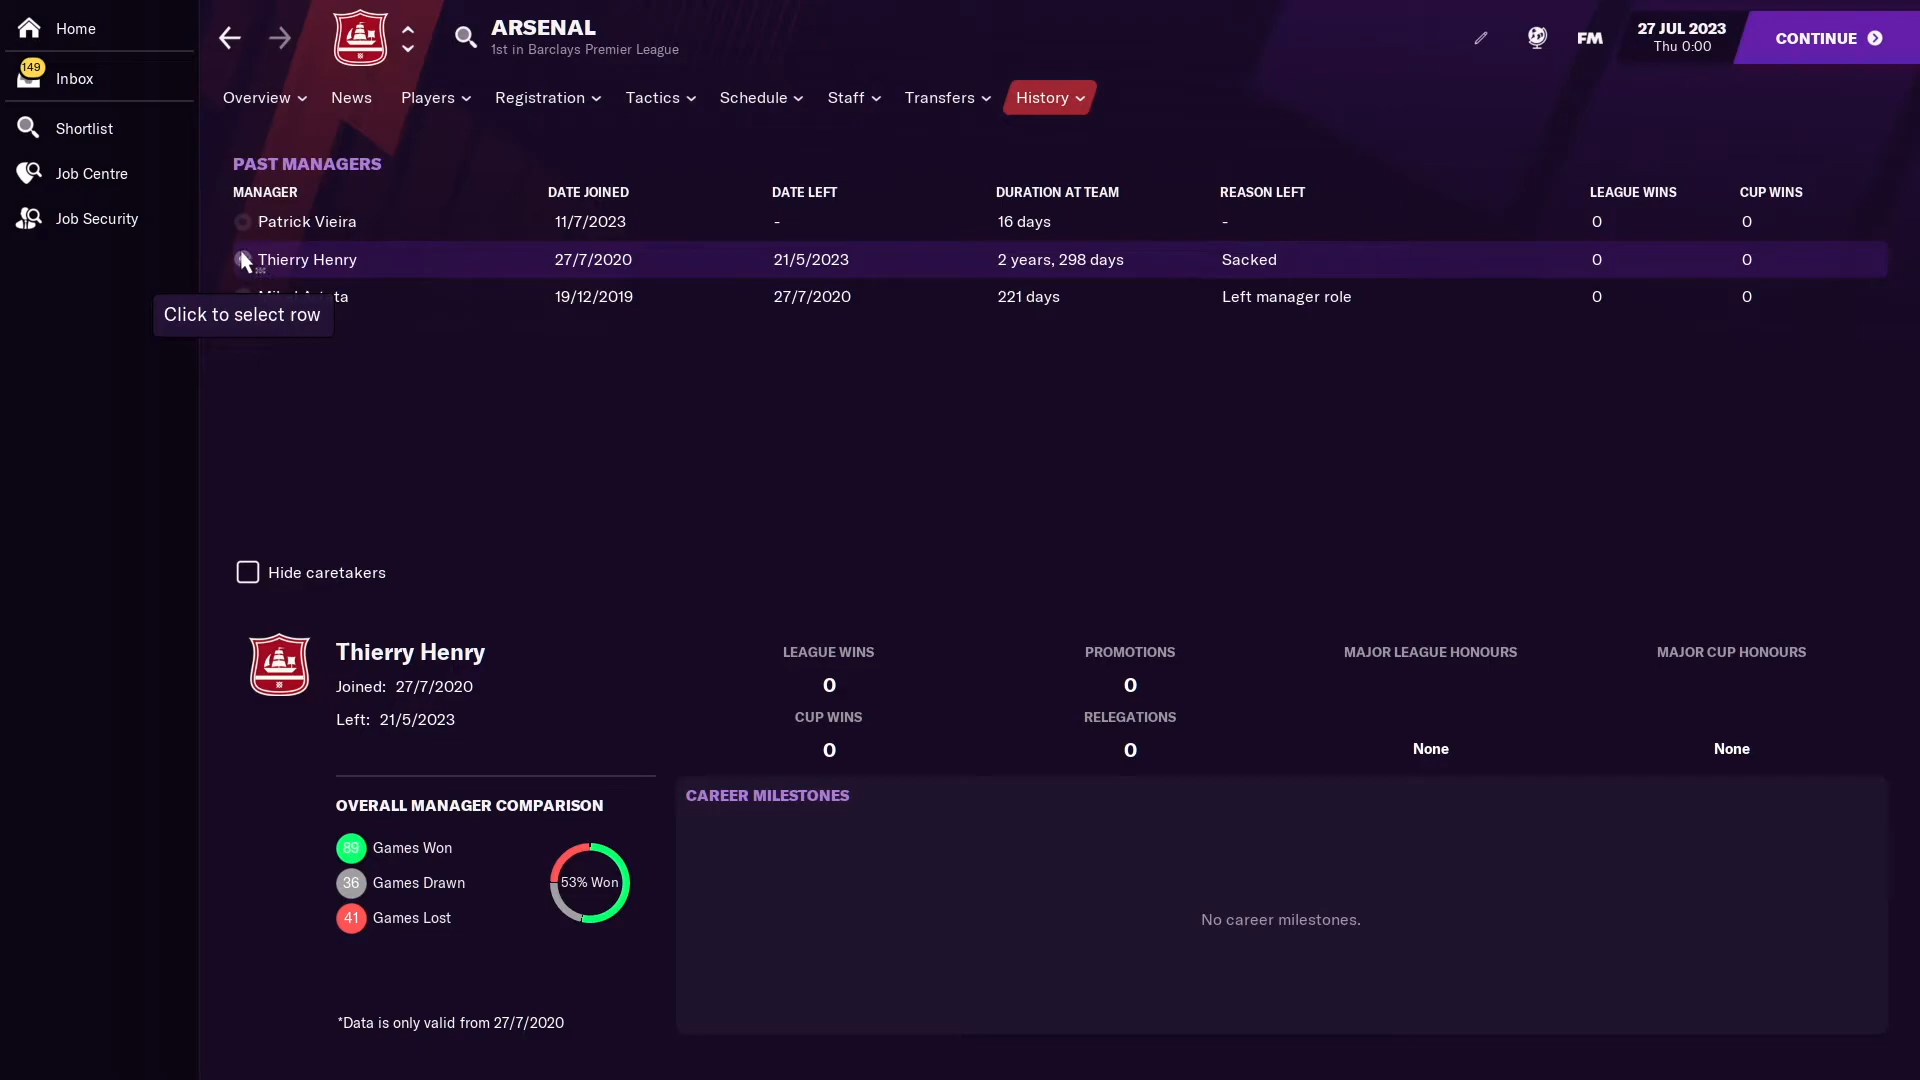 Home
149
Inbox
Shortlist
Job Centre
Job Security
ARSENAL
1st in Barclays Premier League
FM
27 JUL 2023
Thu 0:00
CONTINUE
Overview News Players Registration Tactics Schedule Staff Transfers History
PAST MANAGERS
MANAGER DATE JOINED DATE LEFT DURATION AT TEAM REASON LEFT LEAGUE WINS CUP WINS
Patrick Vieira 11/7/2023 - 16 days - 0 0
Thierry Henry 27/7/2020 21/5/2023 2 years, 298 days Sacked 0 0
19/12/2019 27/7/2020 221 days Left manager role 0 0
Click to select row
Hide caretakers
Thierry Henry
Joined: 27/7/2020
Left: 21/5/2023
LEAGUE WINS PROMOTIONS MAJOR LEAGUE HONOURS MAJOR CUP HONOURS
0 0
CUP WINS RELEGATIONS
0 0 None None
OVERALL MANAGER COMPARISON
89 Games Won
36 Games Drawn
41 Games Lost
53% Won
*Data is only valid from 27/7/2020
CAREER MILESTONES
No career milestones.